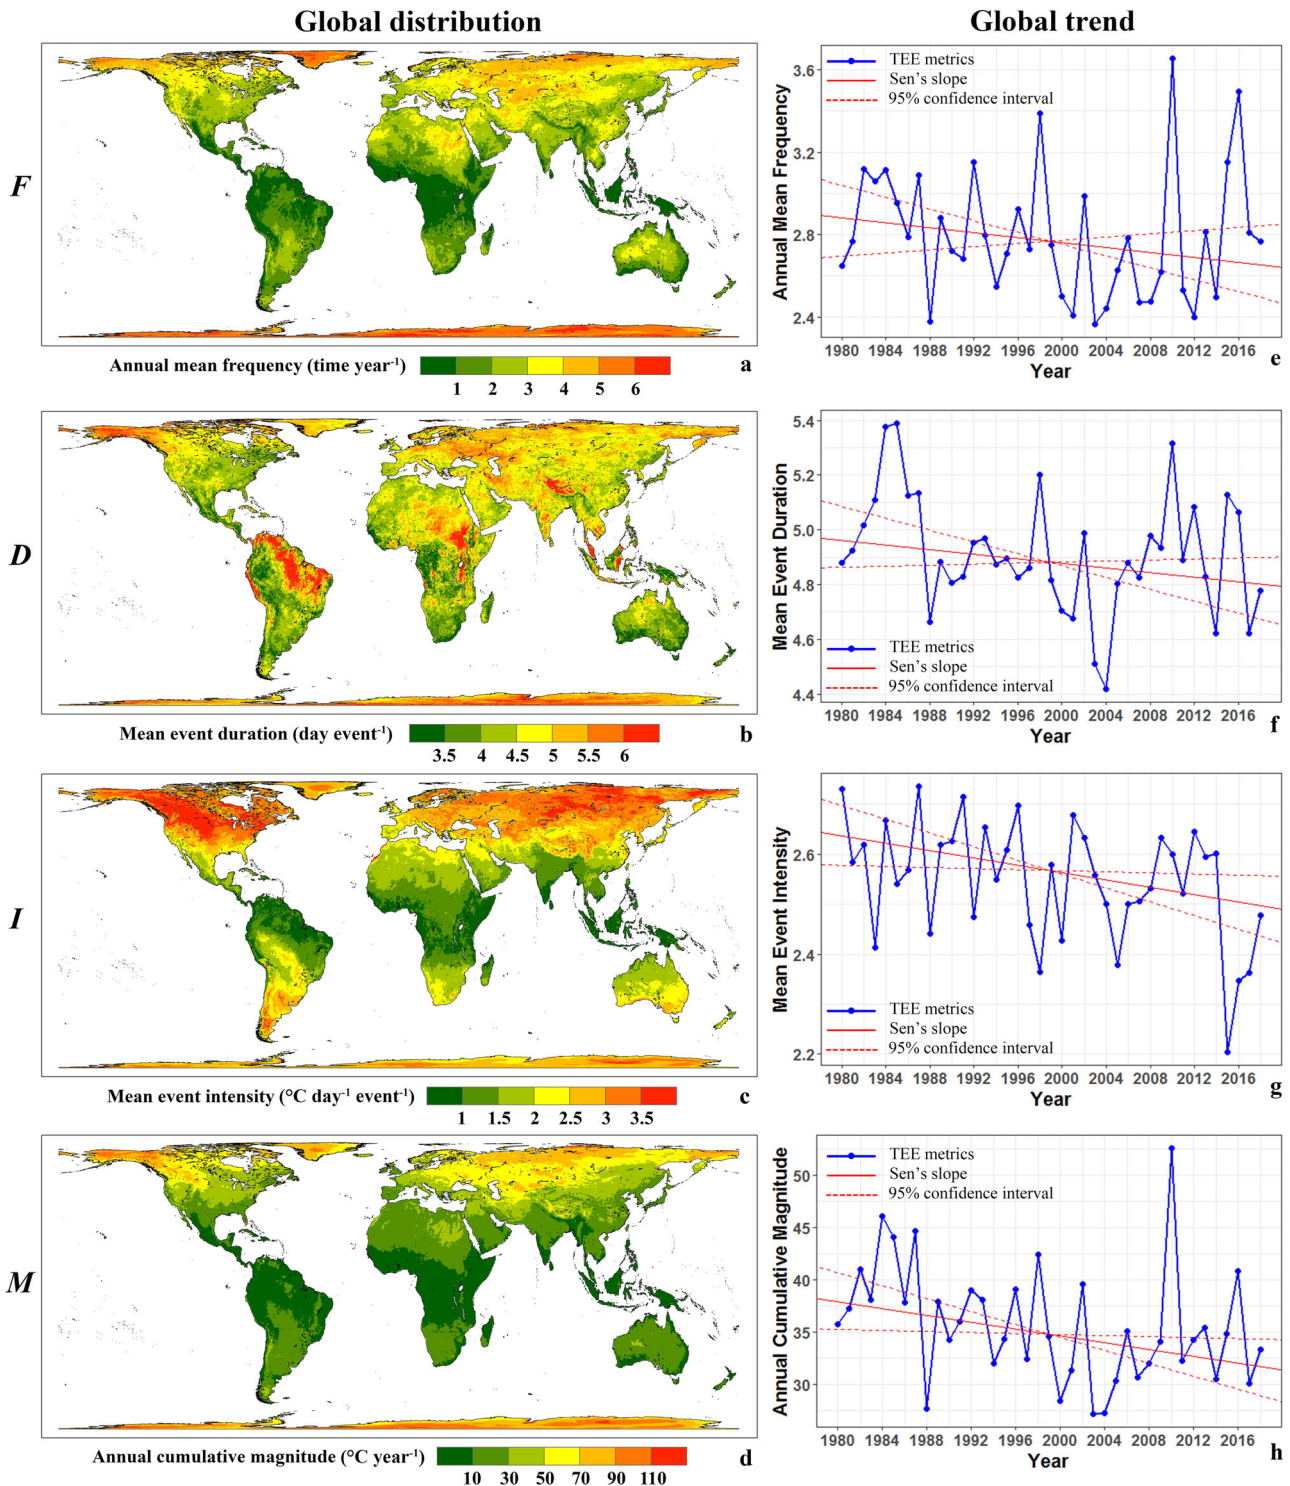 Global distribution
Global trend
F
Annual mean frequency (time year⁻¹)
1 2 3 4 5 6
a
Annual Mean Frequency
3.6
3.2
2.8
2.4
TEE metrics
Sen's slope
95% confidence interval
1980 1984 1988 1992 1996 2000 2004 2008 2012 2016
Year
e
D
Mean event duration (day event⁻¹)
3.5 4 4.5 5 5.5 6
b
Mean Event Duration
5.4
5.2
5.0
4.8
4.6
4.4
TEE metrics
Sen's slope
95% confidence interval
1980 1984 1988 1992 1996 2000 2004 2008 2012 2016
Year
f
I
Mean event intensity (°C day⁻¹ event⁻¹)
1 1.5 2 2.5 3 3.5
c
Mean Event Intensity
2.6
2.4
2.2
TEE metrics
Sen's slope
95% confidence interval
1980 1984 1988 1992 1996 2000 2004 2008 2012 2016
Year
g
M
Annual cumulative magnitude (°C year⁻¹)
10 30 50 70 90 110
d
Annual Cumulative Magnitude
50
45
40
35
30
TEE metrics
Sen's slope
95% confidence interval
1980 1984 1988 1992 1996 2000 2004 2008 2012 2016
Year
h